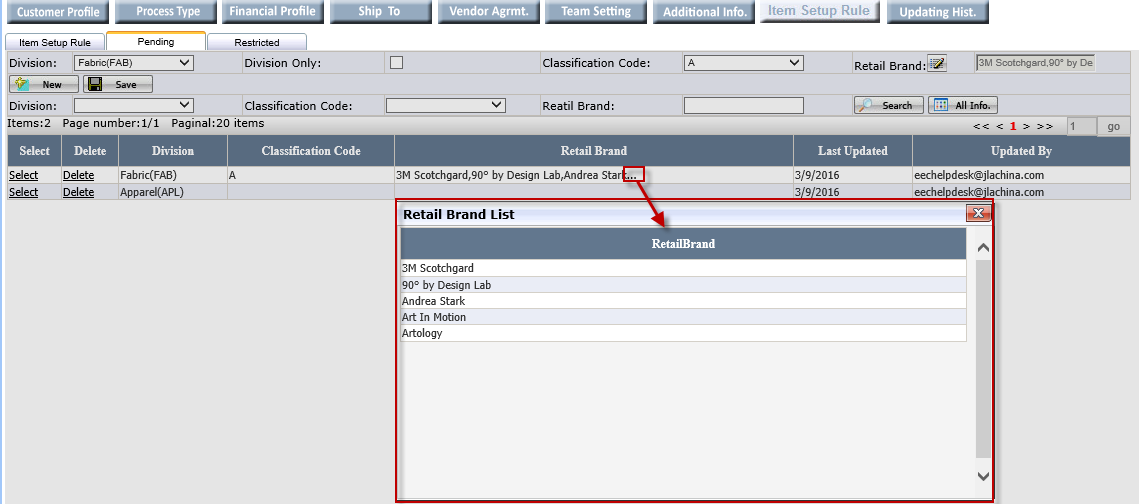 Customer Profile Process Type Financial Profile Ship To Vendor Agrmt. Team Setting Additional Info. Item Setup Rule Updating Hist.
Item Setup Rule Pending Restricted
Division: Fabric(FAB) Division Only: Classification Code: A Retail Brand: 3M Scotchgard,90° by De
New Save
Division: Classification Code: Reatil Brand: Search All Info.
Items:2 Page number:1/1 Paginal:20 items << < 1 > >> 1 go
Select Delete Division Classification Code Retail Brand Last Updated Updated By
Select Delete Fabric(FAB) A 3M Scotchgard,90° by Design Lab,Andrea Stark... 3/9/2016 eechelpdesk@jlachina.com
Select Delete Apparel(APL) 3/9/2016 eechelpdesk@jlachina.com
Retail Brand List
RetailBrand
3M Scotchgard
90° by Design Lab
Andrea Stark
Art In Motion
Artology